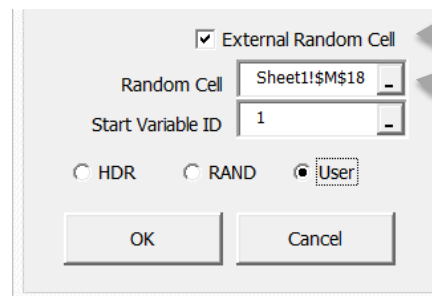 External Random Cell
Random Cell Sheet1!$M$18 _
Start Variable ID 1 _
HDR RAND User
OK Cancel